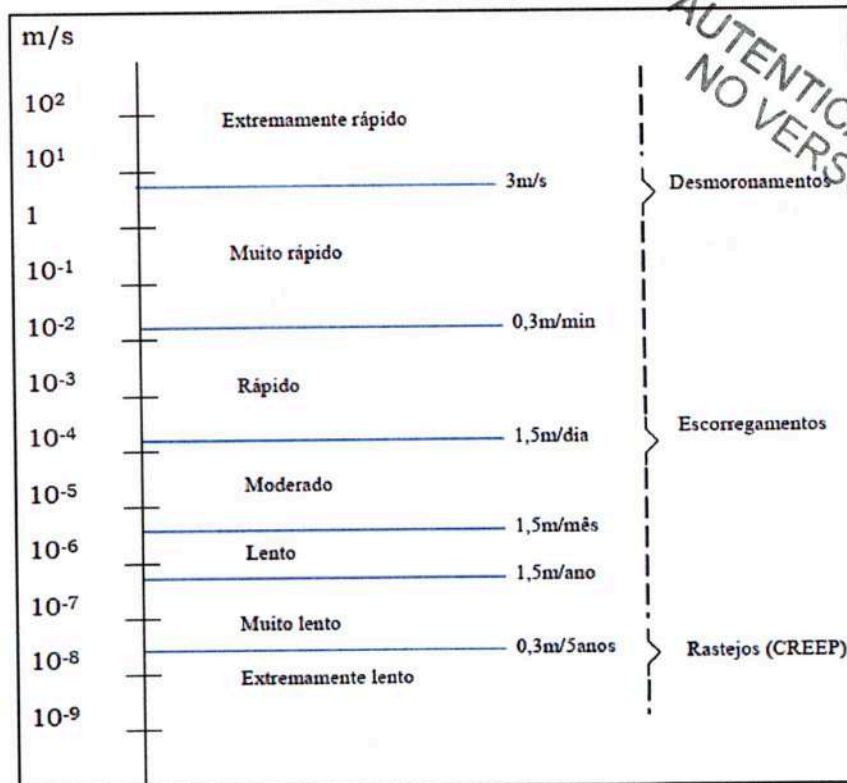 m/s
AUTENTICA
NO VERS
10²
Extremamente rápido
10¹
3m/s
Desmoronamentos
1
Muito rápido
10⁻¹
10⁻²
0,3m/min
10⁻³
Rápido
10⁻⁴
1,5m/dia
Escorregamentos
Moderado
10⁻⁵
1,5m/mês
10⁻⁶
Lento
1,5m/ano
10⁻⁷
Muito lento
0,3m/5anos
Rastejos (CREEP)
10⁻⁸
Extremamente lento
10⁻⁹